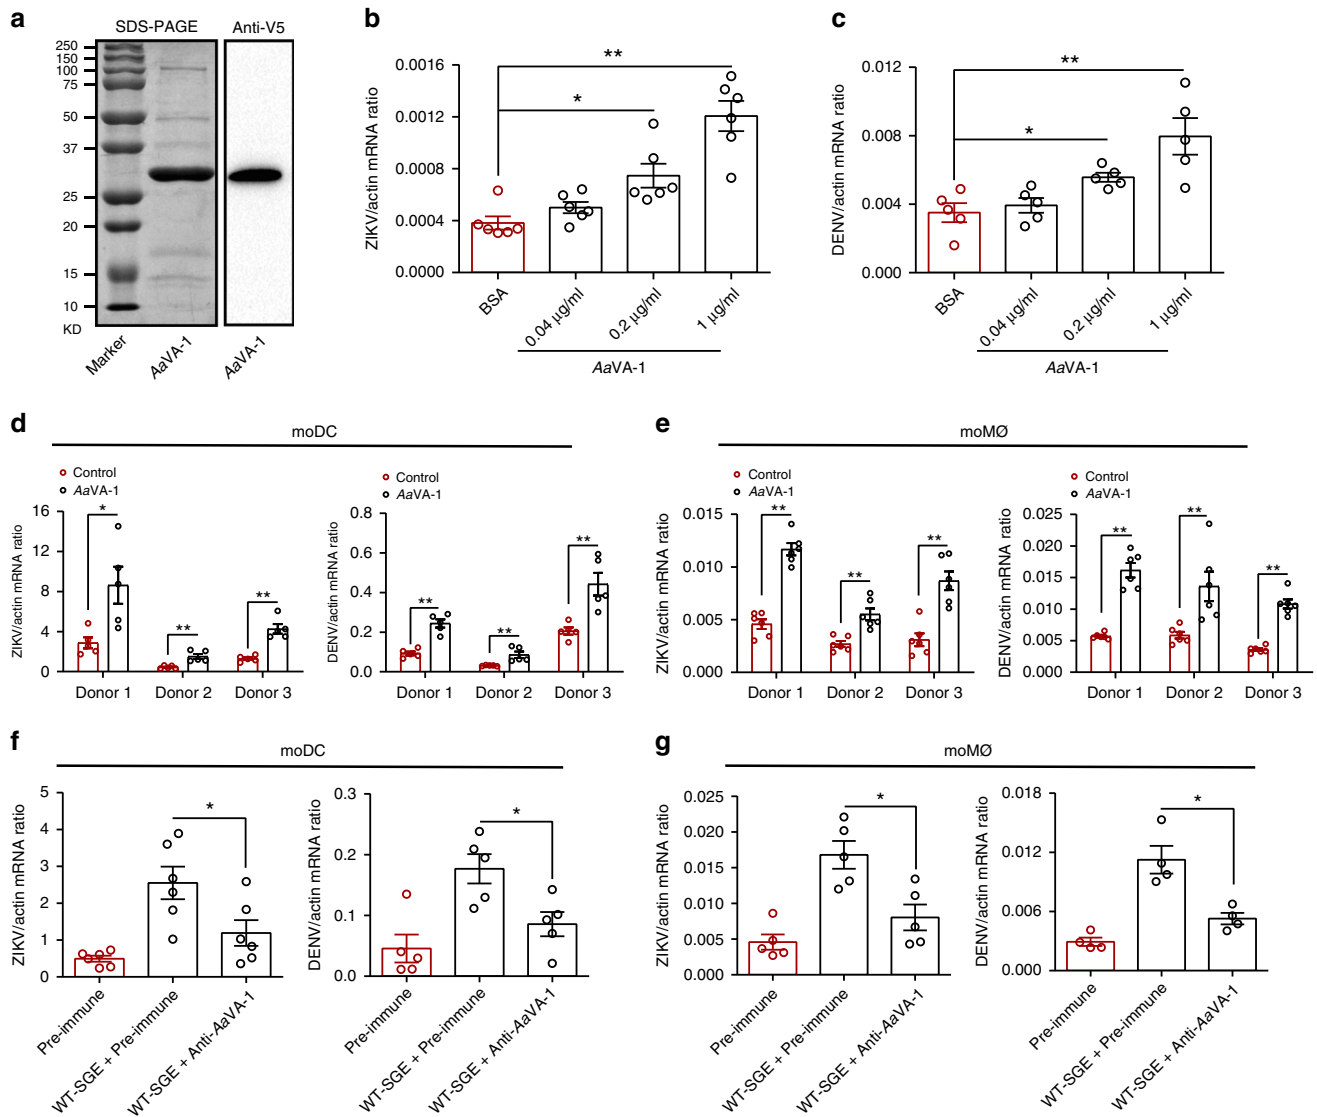 a
SDS-PAGE
Anti-V5
250
150
100
75
50
37
25
20
15
10
KD
Marker
AaVA-1
AaVA-1
b
ZIKV/actin mRNA ratio
0.0016
0.0012
0.0008
0.0004
0.0000
**
*
BSA
0.04 µg/ml
0.2 µg/ml
1 µg/ml
AaVA-1
c
DENV/actin mRNA ratio
0.012
0.008
0.004
0.000
**
*
BSA
0.04 µg/ml
0.2 µg/ml
1 µg/ml
AaVA-1
d
moDC
Control
AaVA-1
ZIKV/actin mRNA ratio
16
12
8
4
0
*
**
**
Donor 1
Donor 2
Donor 3
Control
AaVA-1
DENV/actin mRNA ratio
0.8
0.6
0.4
0.2
0.0
**
**
**
Donor 1
Donor 2
Donor 3
e
moMØ
Control
AaVA-1
ZIKV/actin mRNA ratio
0.015
0.010
0.005
0.000
**
**
**
Donor 1
Donor 2
Donor 3
Control
AaVA-1
DENV/actin mRNA ratio
0.025
0.020
0.015
0.010
0.005
0.000
**
**
**
Donor 1
Donor 2
Donor 3
f
moDC
ZIKV/actin mRNA ratio
5
4
3
2
1
0
*
Pre-immune
WT-SGE + Pre-immune
WT-SGE + Anti-AaVA-1
DENV/actin mRNA ratio
0.3
0.2
0.1
0.0
*
Pre-immune
WT-SGE + Pre-immune
WT-SGE + Anti-AaVA-1
g
moMØ
ZIKV/actin mRNA ratio
0.025
0.020
0.015
0.010
0.005
0.000
*
Pre-immune
WT-SGE + Pre-immune
WT-SGE + Anti-AaVA-1
DENV/actin mRNA ratio
0.018
0.012
0.006
0.000
*
Pre-immune
WT-SGE + Pre-immune
WT-SGE + Anti-AaVA-1